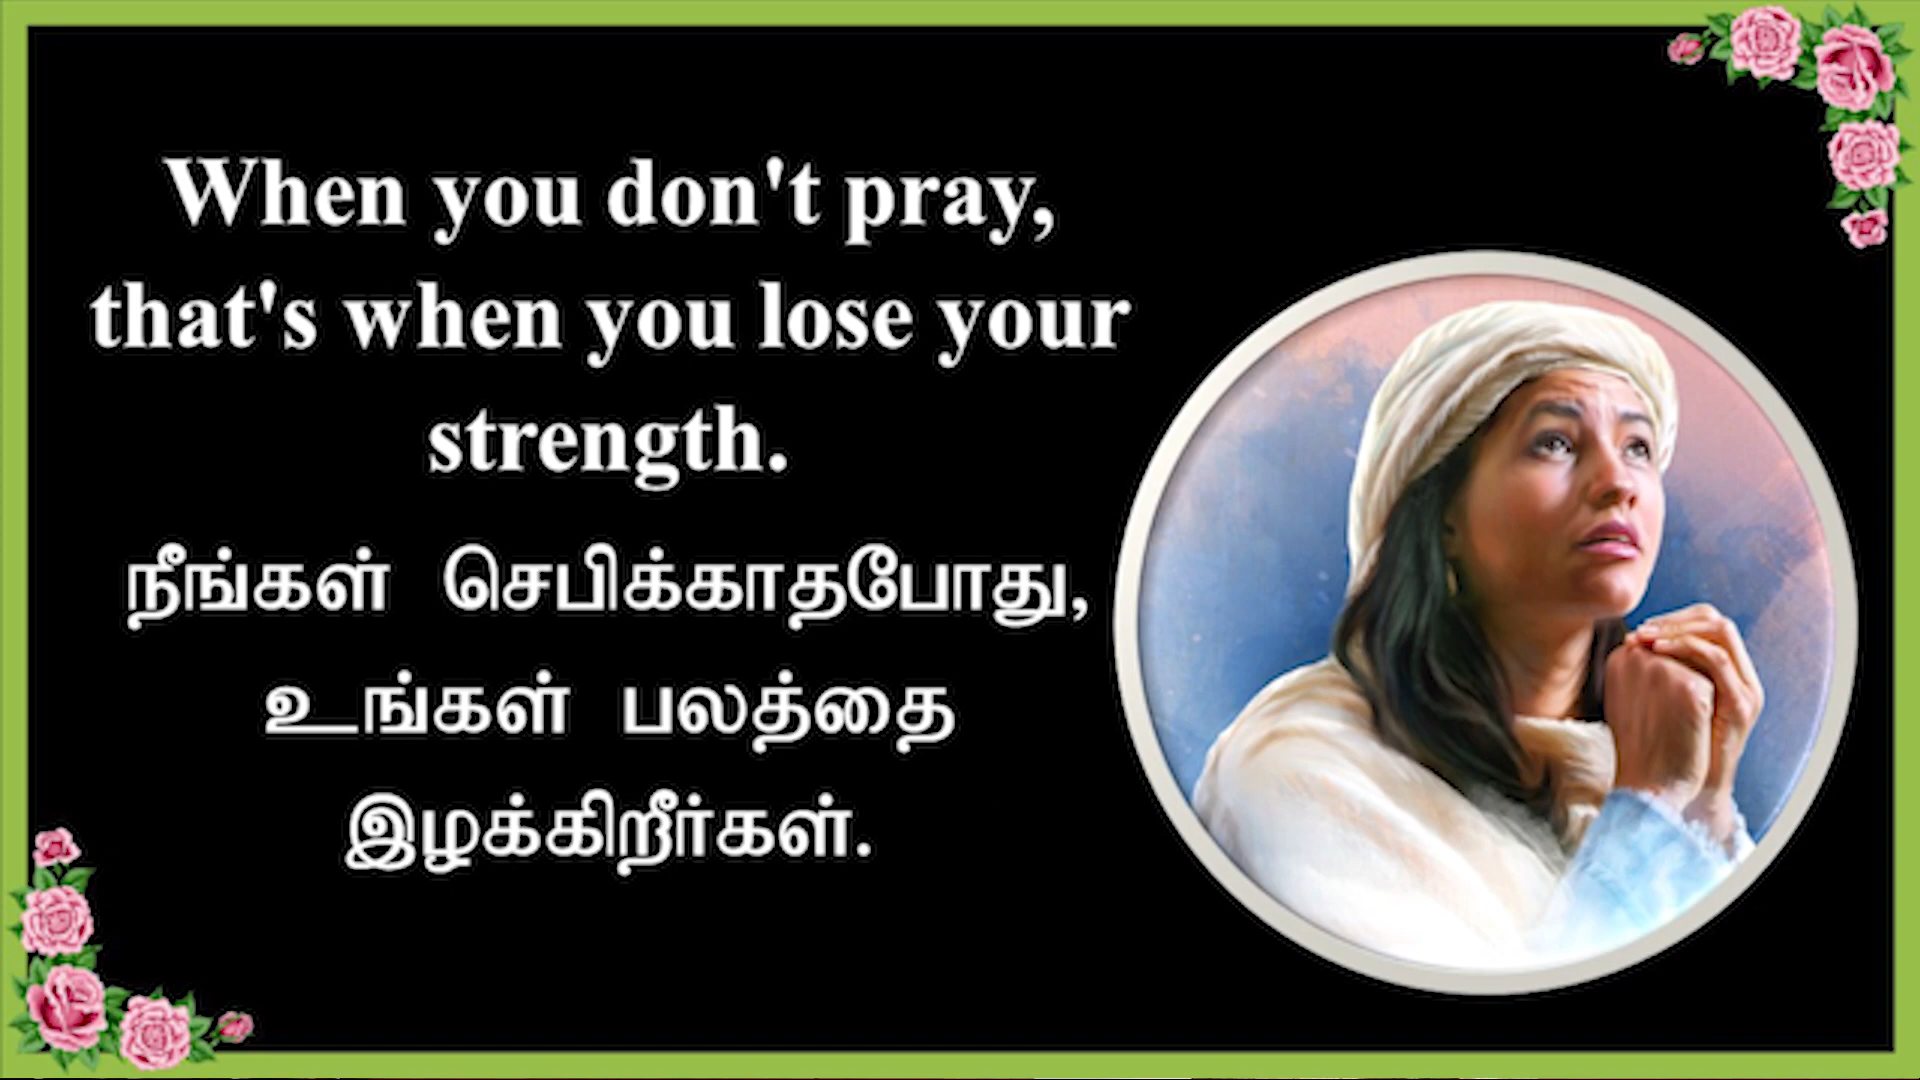 When you don't pray,
that's when you lose your
strength.
நீங்கள் செபிக்காதபோது,
உங்கள் பலத்தை
இழக்கிறீர்கள்.